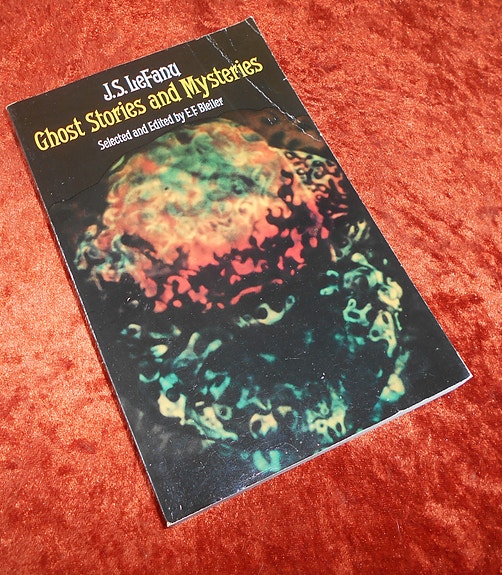 J.S. LeFanu
Ghost Stories and Mysteries
Selected and Edited by E.F. Bleiler